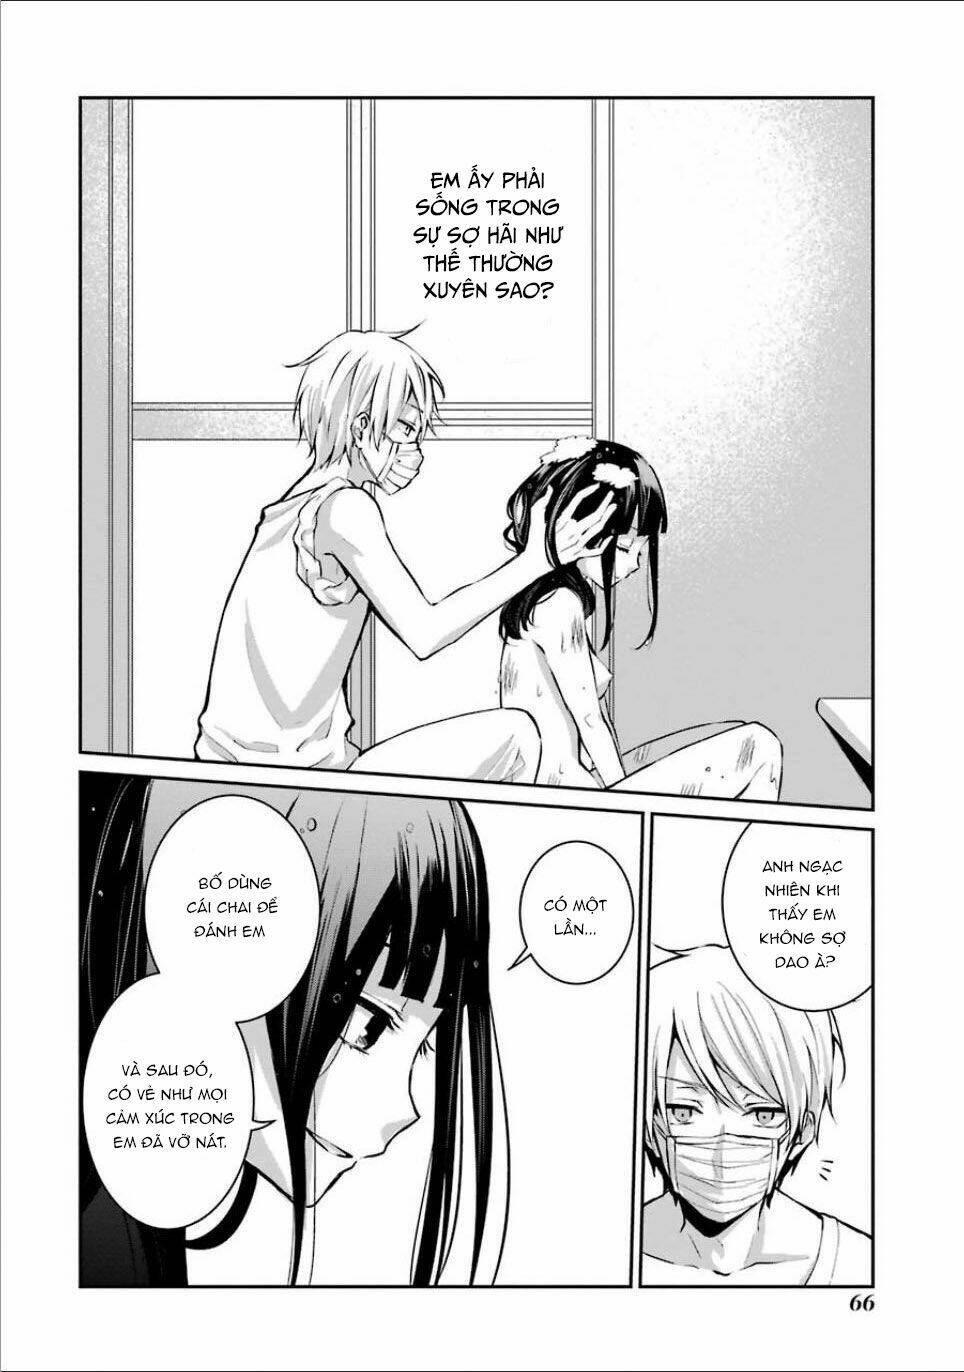 EM ẤY PHẢI
SỐNG TRONG
SỰ SỢ HÃI NHƯ
THẾ THƯỜNG
XUYÊN SAO?
ANH NGẠC
NHIÊN KHI
THẤY EM
KHÔNG SỢ
DAO À?
CÓ MỘT
LẦN...
BỐ DÙNG
CÁI CHAI ĐỂ
ĐÁNH EM
VÀ SAU ĐÓ,
CÓ VẺ NHƯ MỌI
CẢM XÚC TRONG
EM ĐÃ VỠ NÁT.
66